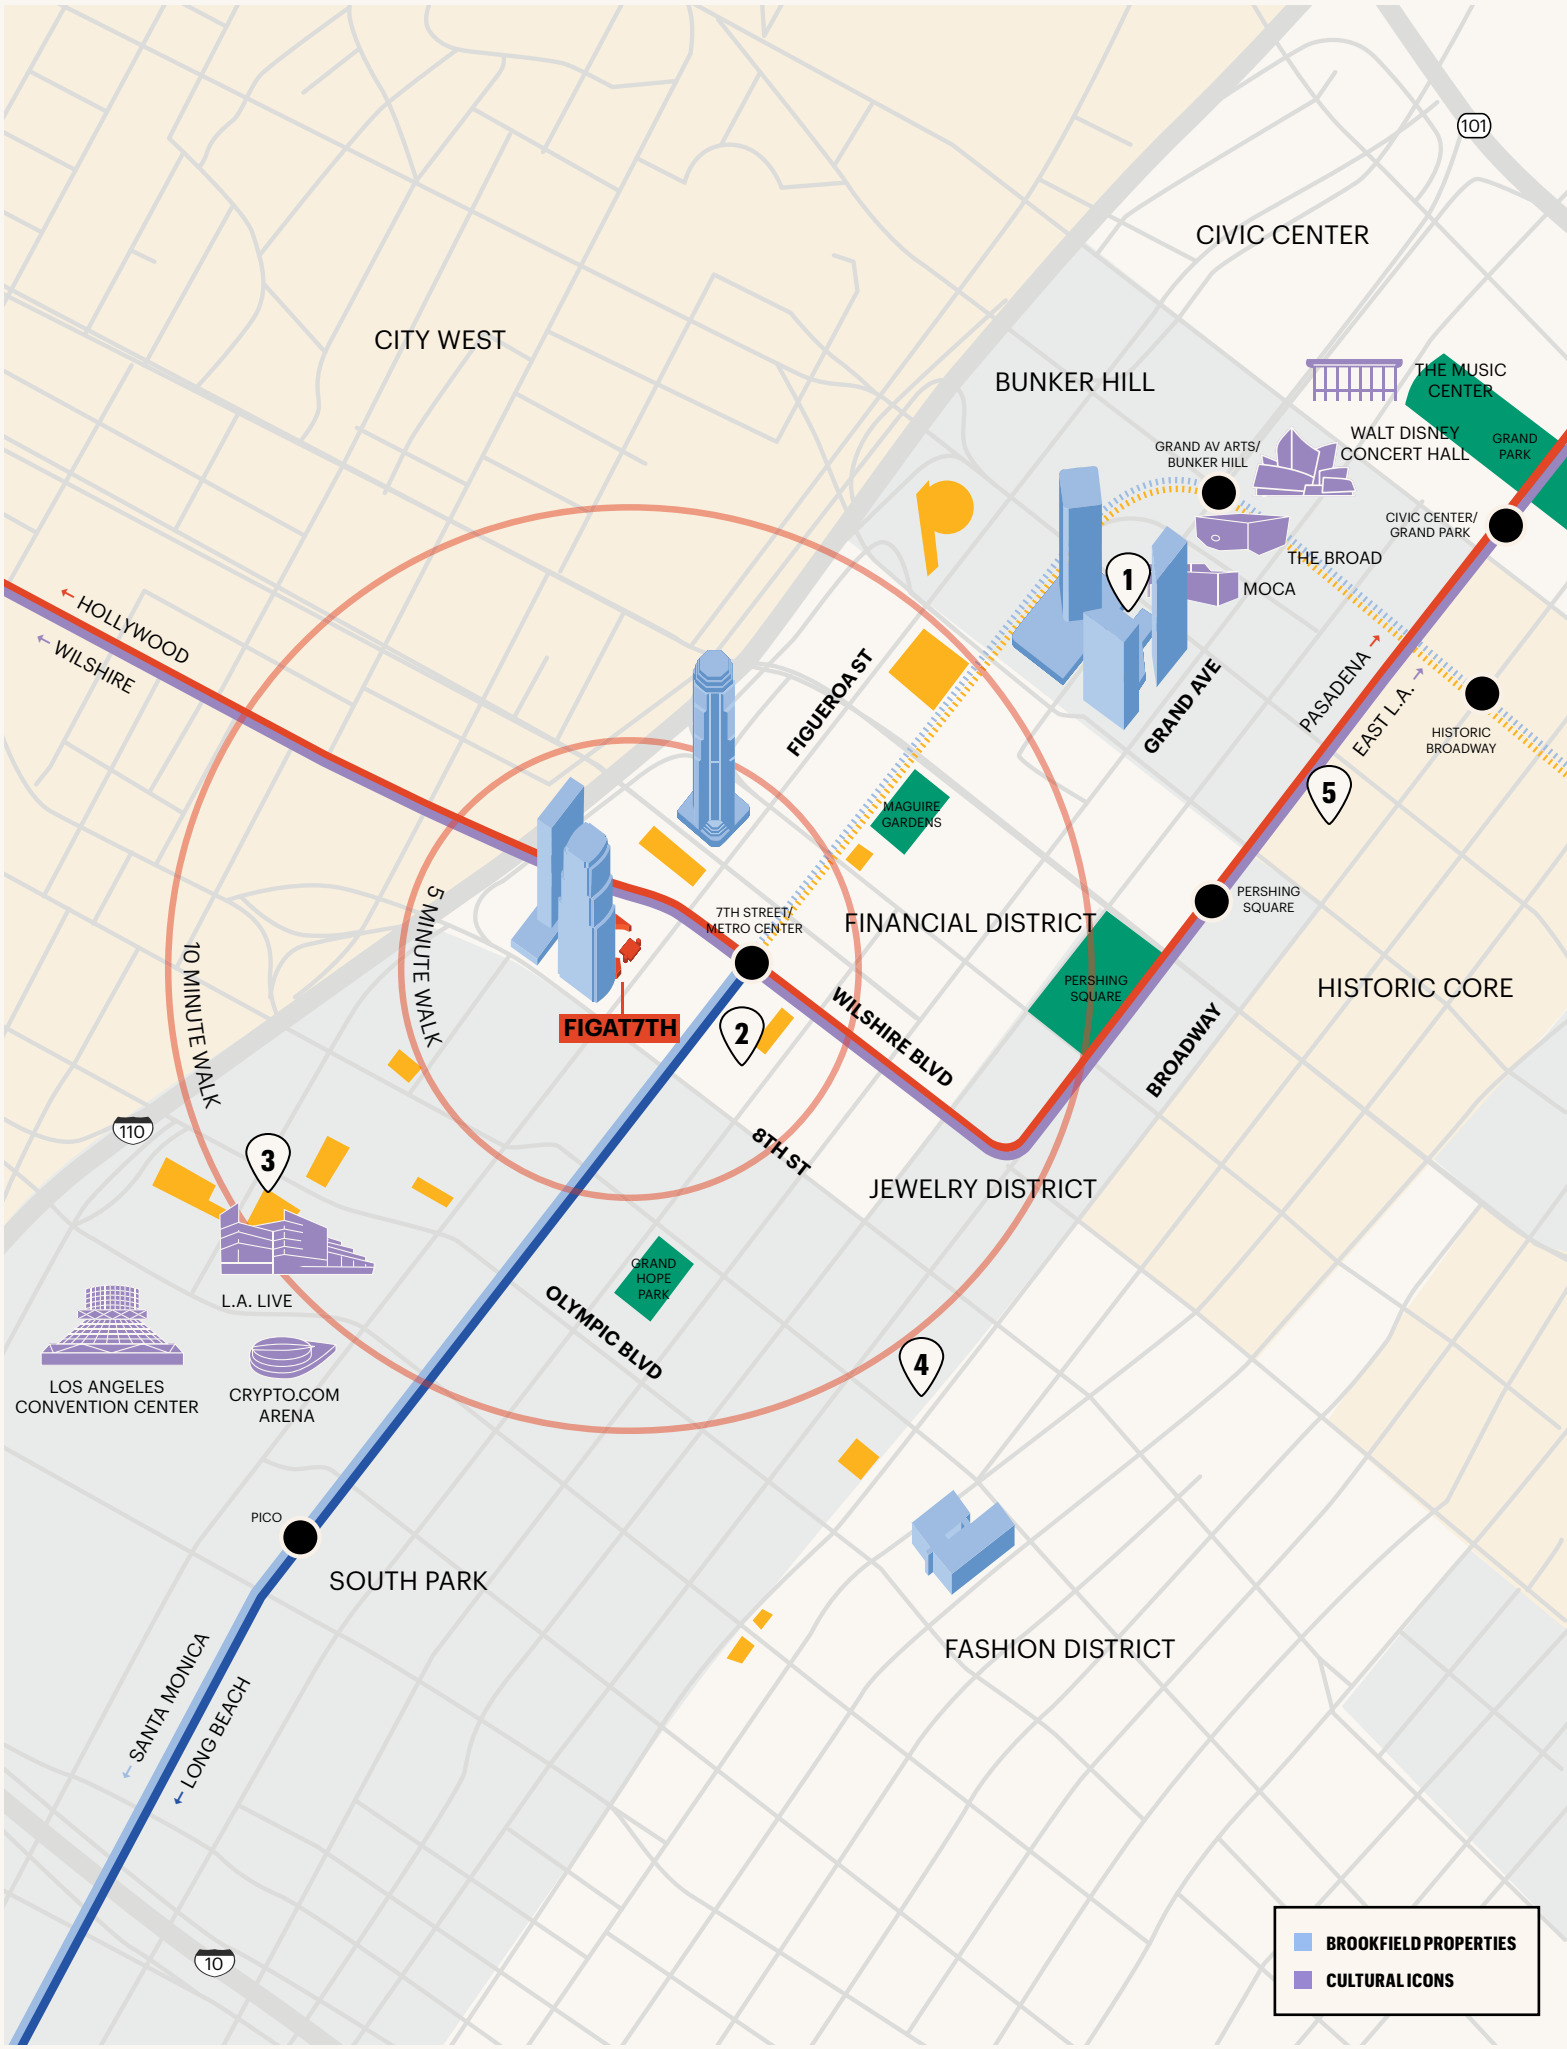 101
CIVIC CENTER
CITY WEST
BUNKER HILL
THE MUSIC
CENTER
WALT DISNEY
CONCERT HALL
GRAND
PARK
GRAND AV ARTS/
BUNKER HILL
CIVIC CENTER/
GRAND PARK
THE BROAD
1
MOCA
← HOLLYWOOD
← WILSHIRE
FIGUEROA ST
GRAND AVE
PASADENA →
EAST L.A. →
HISTORIC
BROADWAY
5
MAGUIRE
GARDENS
PERSHING
SQUARE
7TH STREET/
METRO CENTER
FINANCIAL DISTRICT
5 MINUTE WALK
10 MINUTE WALK
PERSHING
SQUARE
HISTORIC CORE
FIGAT7TH
2
WILSHIRE BLVD
BROADWAY
110
3
8TH ST
JEWELRY DISTRICT
GRAND
HOPE
PARK
L.A. LIVE
OLYMPIC BLVD
4
LOS ANGELES
CONVENTION CENTER
CRYPTO.COM
ARENA
PICO
SOUTH PARK
FASHION DISTRICT
← SANTA MONICA
← LONG BEACH
10
BROOKFIELD PROPERTIES
CULTURAL ICONS